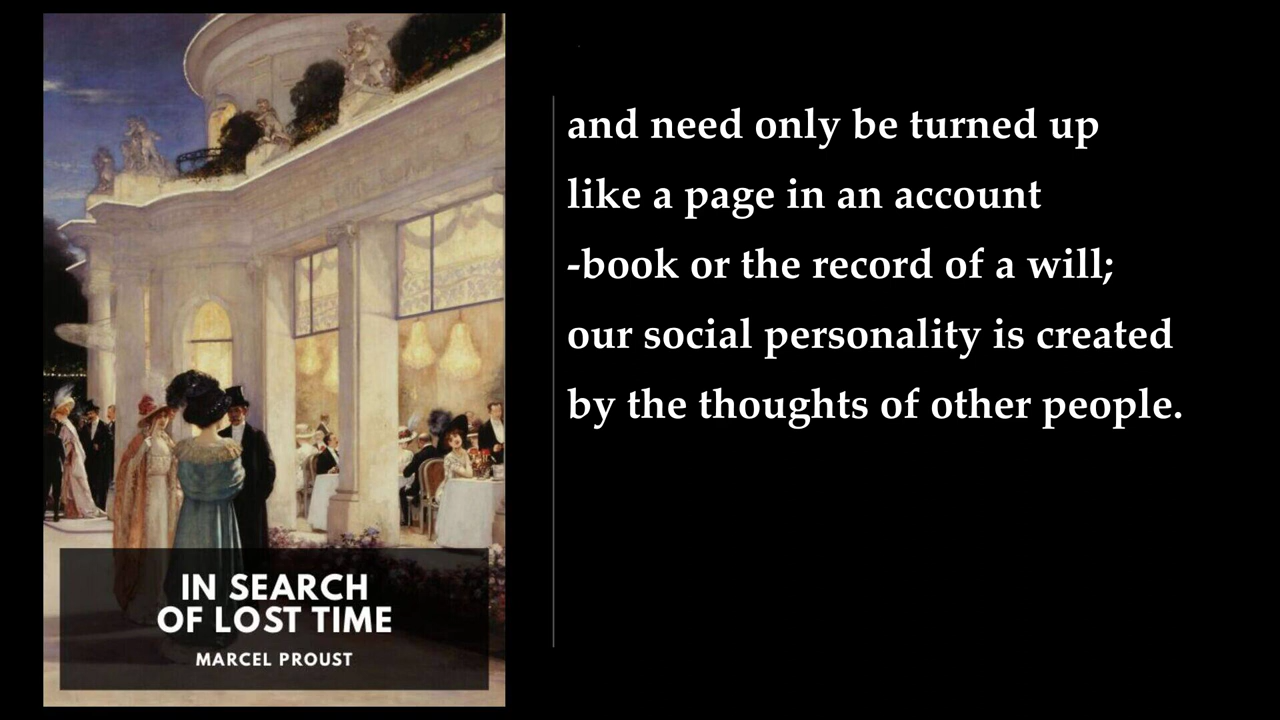 and need only be turned up
like a page in an account
-book or the record of a will;
our social personality is created
by the thoughts of other people.
IN SEARCH
OF LOST TIME
MARCEL PROUST